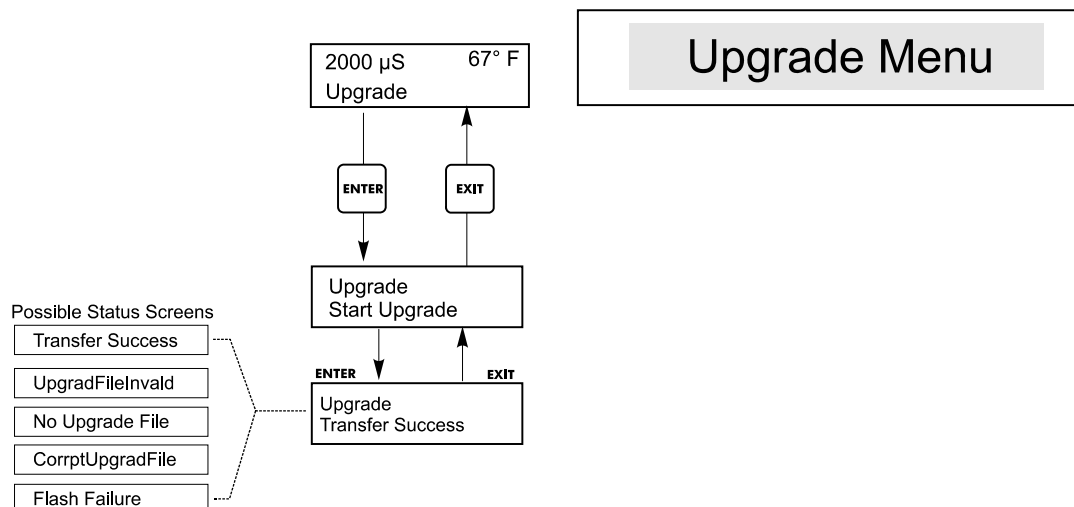 Upgrade Menu
2000 µS 67° F
Upgrade
ENTER EXIT
Upgrade
Start Upgrade
ENTER EXIT
Upgrade
Transfer Success
Possible Status Screens
Transfer Success
UpgradFileInvald
No Upgrade File
CorrptUpgradFile
Flash Failure